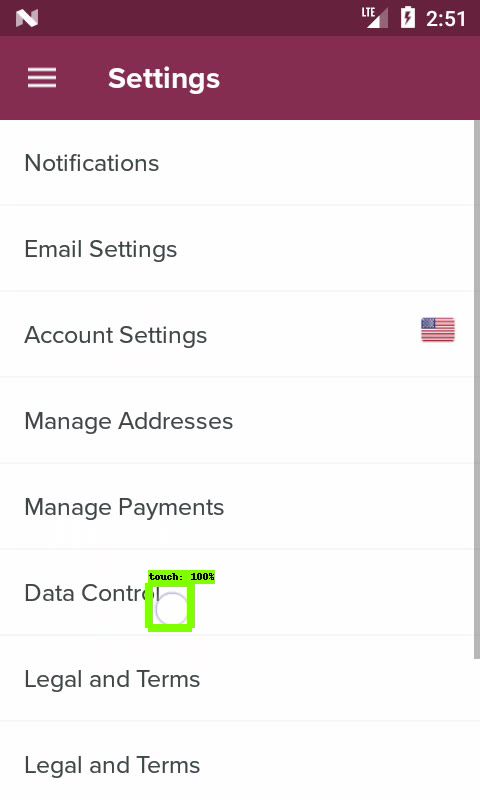 LTE 2:51
Settings
Notifications
Email Settings
Account Settings
Manage Addresses
Manage Payments
touch: 100%
Data Control
Legal and Terms
Legal and Terms